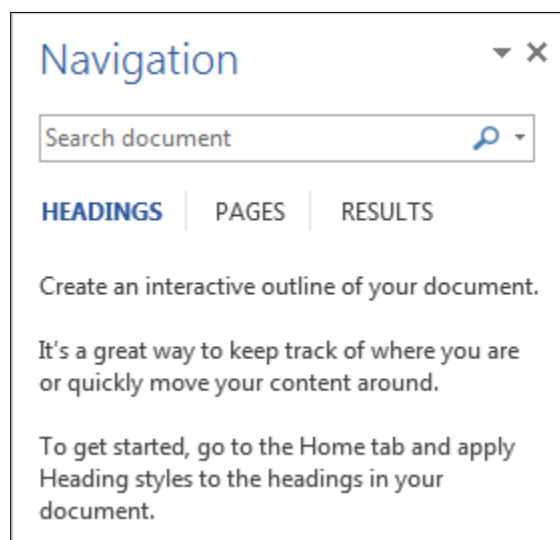 Navigation
Search document
HEADINGS PAGES RESULTS
Create an interactive outline of your document.
It's a great way to keep track of where you are
or quickly move your content around.
To get started, go to the Home tab and apply
Heading styles to the headings in your
document.